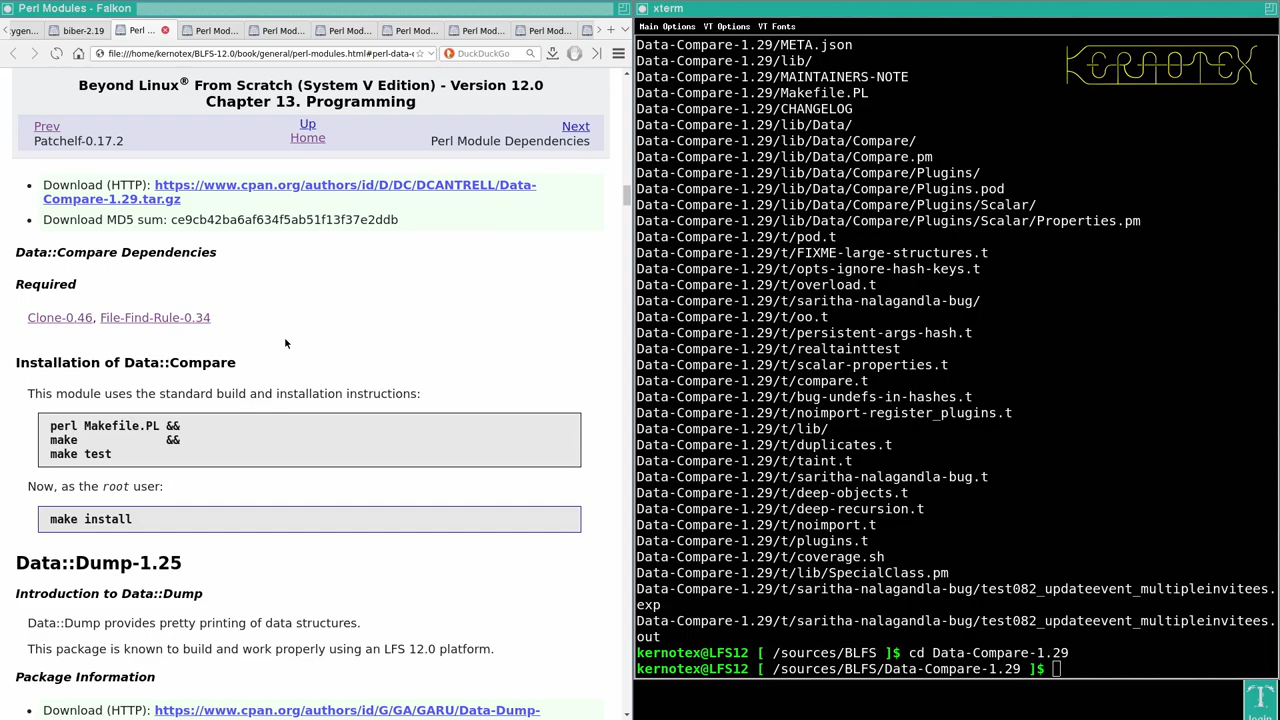 Perl Modules - Falkon
ygen...
biber-2.19
Perl ...
Perl Mod...
Perl Mod...
Perl Mod...
Perl Mod...
Perl Mod...
Perl Mod...
file:///home/kernotex/BLFS-12.0/book/general/perl-modules.html#perl-data-
DuckDuckGo
Beyond Linux® From Scratch (System V Edition) - Version 12.0
Chapter 13. Programming
Prev
Up
Next
Patchelf-0.17.2
Home
Perl Module Dependencies
• Download (HTTP): https://www.cpan.org/authors/id/D/DC/DCANTRELL/Data-
Compare-1.29.tar.gz
• Download MD5 sum: ce9cb42ba6af634f5ab51f13f37e2ddb
Data::Compare Dependencies
Required
Clone-0.46, File-Find-Rule-0.34
Installation of Data::Compare
This module uses the standard build and installation instructions:
perl Makefile.PL &&
make             &&
make test
Now, as the root user:
make install
Data::Dump-1.25
Introduction to Data::Dump
Data::Dump provides pretty printing of data structures.
This package is known to build and work properly using an LFS 12.0 platform.
Package Information
• Download (HTTP): https://www.cpan.org/authors/id/G/GA/GARU/Data-Dump-
xterm
Main Options  VT Options  VT Fonts
KERNOTEX
Data-Compare-1.29/META.json
Data-Compare-1.29/lib/
Data-Compare-1.29/MAINTAINERS-NOTE
Data-Compare-1.29/Makefile.PL
Data-Compare-1.29/CHANGELOG
Data-Compare-1.29/lib/Data/
Data-Compare-1.29/lib/Data/Compare/
Data-Compare-1.29/lib/Data/Compare.pm
Data-Compare-1.29/lib/Data/Compare/Plugins/
Data-Compare-1.29/lib/Data/Compare/Plugins.pod
Data-Compare-1.29/lib/Data/Compare/Plugins/Scalar/
Data-Compare-1.29/lib/Data/Compare/Plugins/Scalar/Properties.pm
Data-Compare-1.29/t/pod.t
Data-Compare-1.29/t/FIXME-large-structures.t
Data-Compare-1.29/t/opts-ignore-hash-keys.t
Data-Compare-1.29/t/overload.t
Data-Compare-1.29/t/saritha-nalagandla-bug/
Data-Compare-1.29/t/oo.t
Data-Compare-1.29/t/persistent-args-hash.t
Data-Compare-1.29/t/realtainttest
Data-Compare-1.29/t/scalar-properties.t
Data-Compare-1.29/t/compare.t
Data-Compare-1.29/t/bug-undefs-in-hashes.t
Data-Compare-1.29/t/noimport-register_plugins.t
Data-Compare-1.29/t/lib/
Data-Compare-1.29/t/duplicates.t
Data-Compare-1.29/t/taint.t
Data-Compare-1.29/t/saritha-nalagandla-bug.t
Data-Compare-1.29/t/deep-objects.t
Data-Compare-1.29/t/deep-recursion.t
Data-Compare-1.29/t/noimport.t
Data-Compare-1.29/t/plugins.t
Data-Compare-1.29/t/coverage.sh
Data-Compare-1.29/t/lib/SpecialClass.pm
Data-Compare-1.29/t/saritha-nalagandla-bug/test082_updateevent_multipleinvitees.
exp
Data-Compare-1.29/t/saritha-nalagandla-bug/test082_updateevent_multipleinvitees.
out
kernotex@LFS12 [ /sources/BLFS ]$ cd Data-Compare-1.29
kernotex@LFS12 [ /sources/BLFS/Data-Compare-1.29 ]$
login